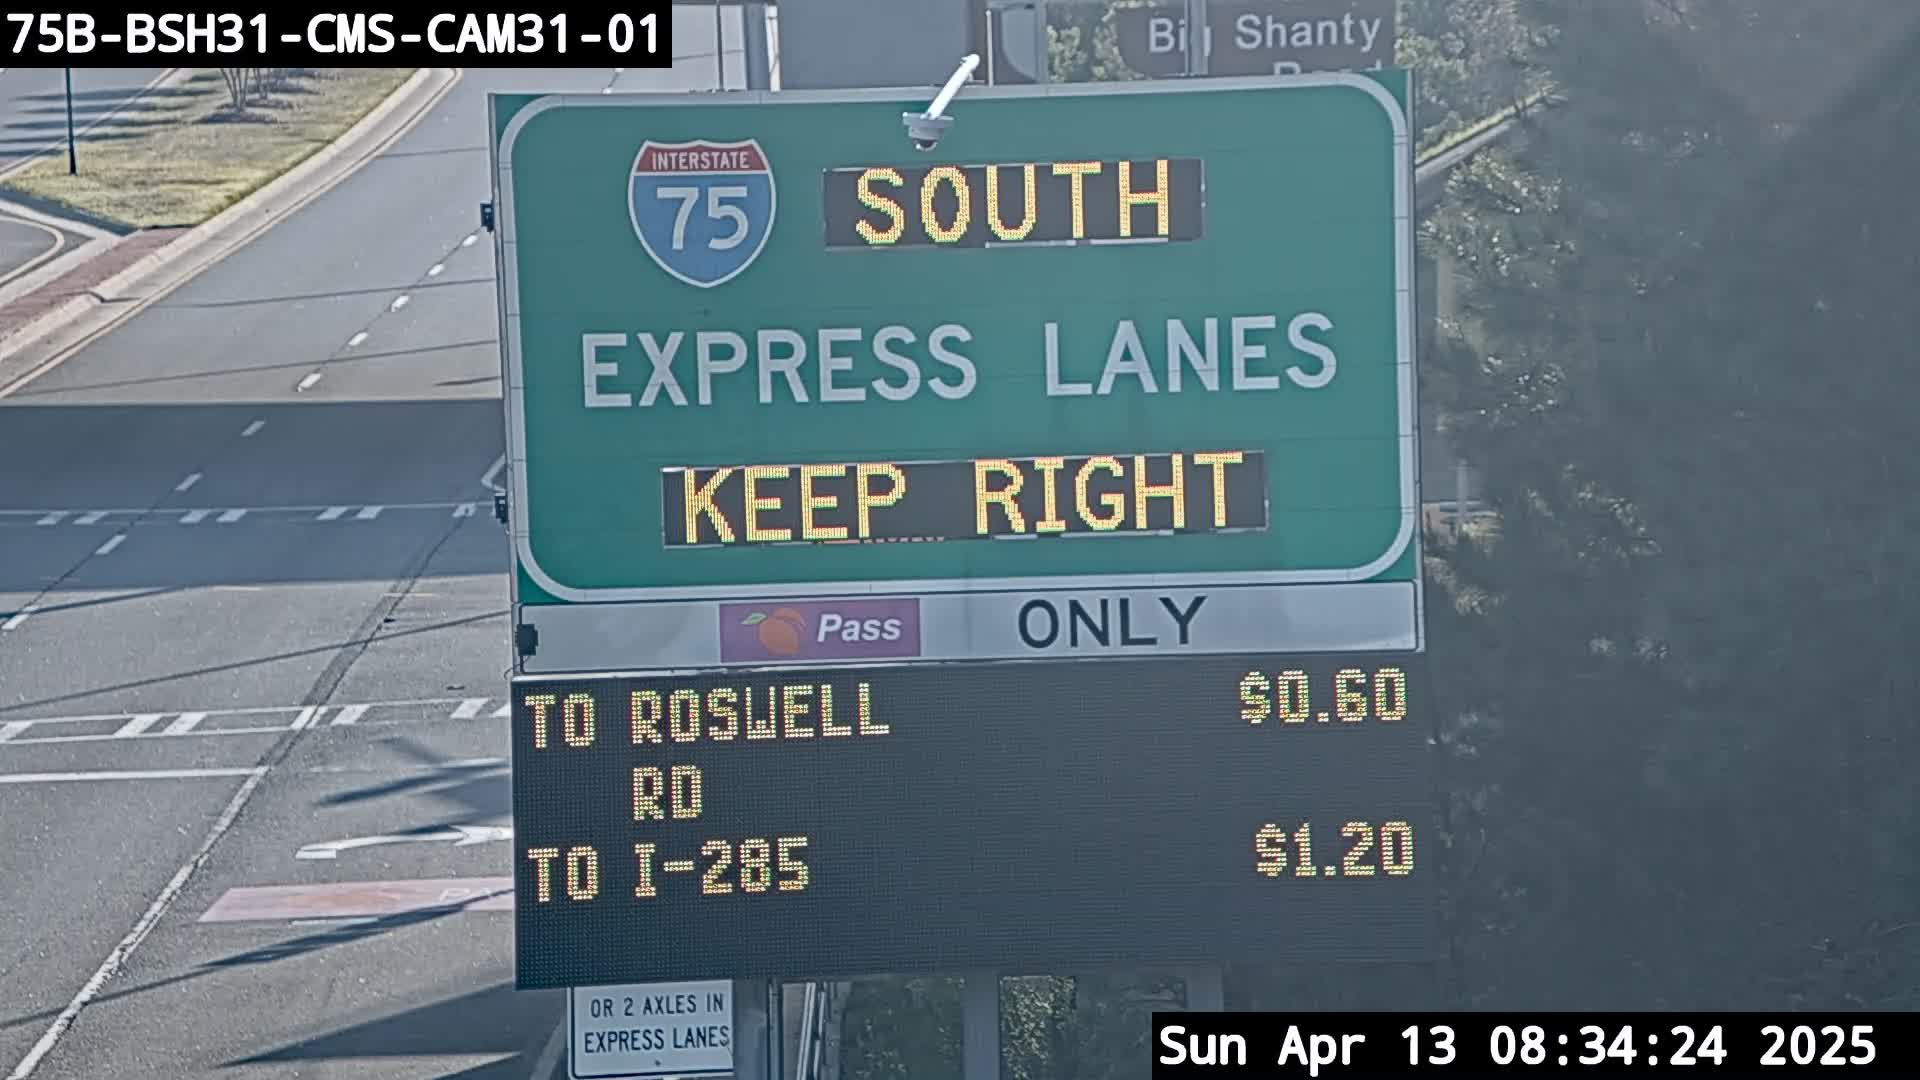 75B-BSH31-CMS-CAM31-01
Big Shanty
Road
INTERSTATE
75
SOUTH
EXPRESS LANES
KEEP RIGHT
Pass
ONLY
TO ROSWELL $0.60
RD
TO I-285 $1.20
OR 2 AXLES IN
EXPRESS LANES
Sun Apr 13 08:34:24 2025